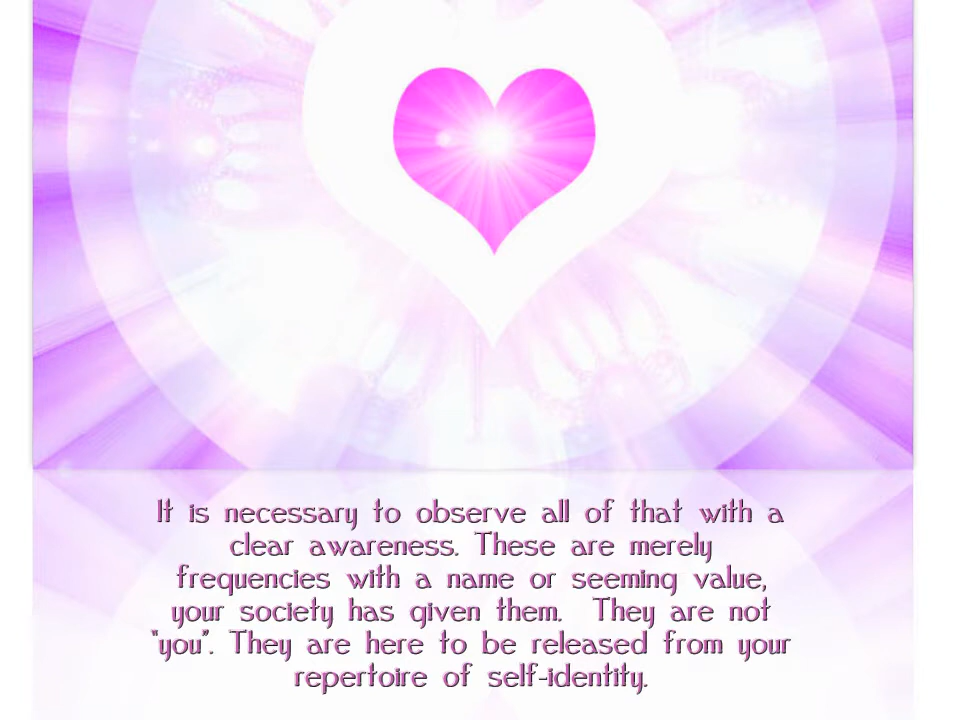 It is necessary to observe all of that with a
clear awareness. These are merely
frequencies with a name or seeming value,
your society has given them.  They are not
"you". They are here to be released from your
repertoire of self-identity.